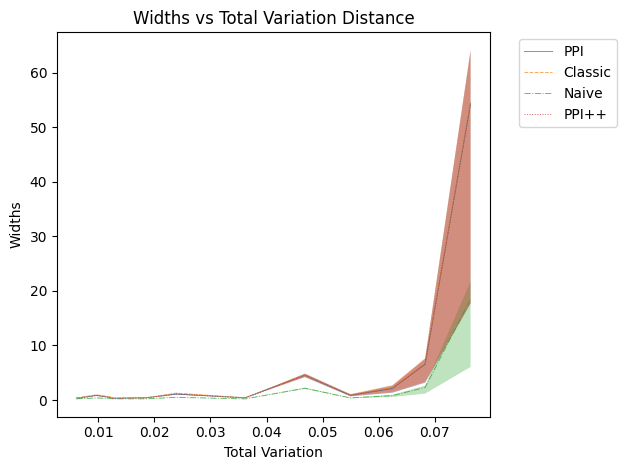 Widths vs Total Variation Distance
PPI
Classic
Naive
PPI++
Widths
60
50
40
30
20
10
0
0.01 0.02 0.03 0.04 0.05 0.06 0.07
Total Variation